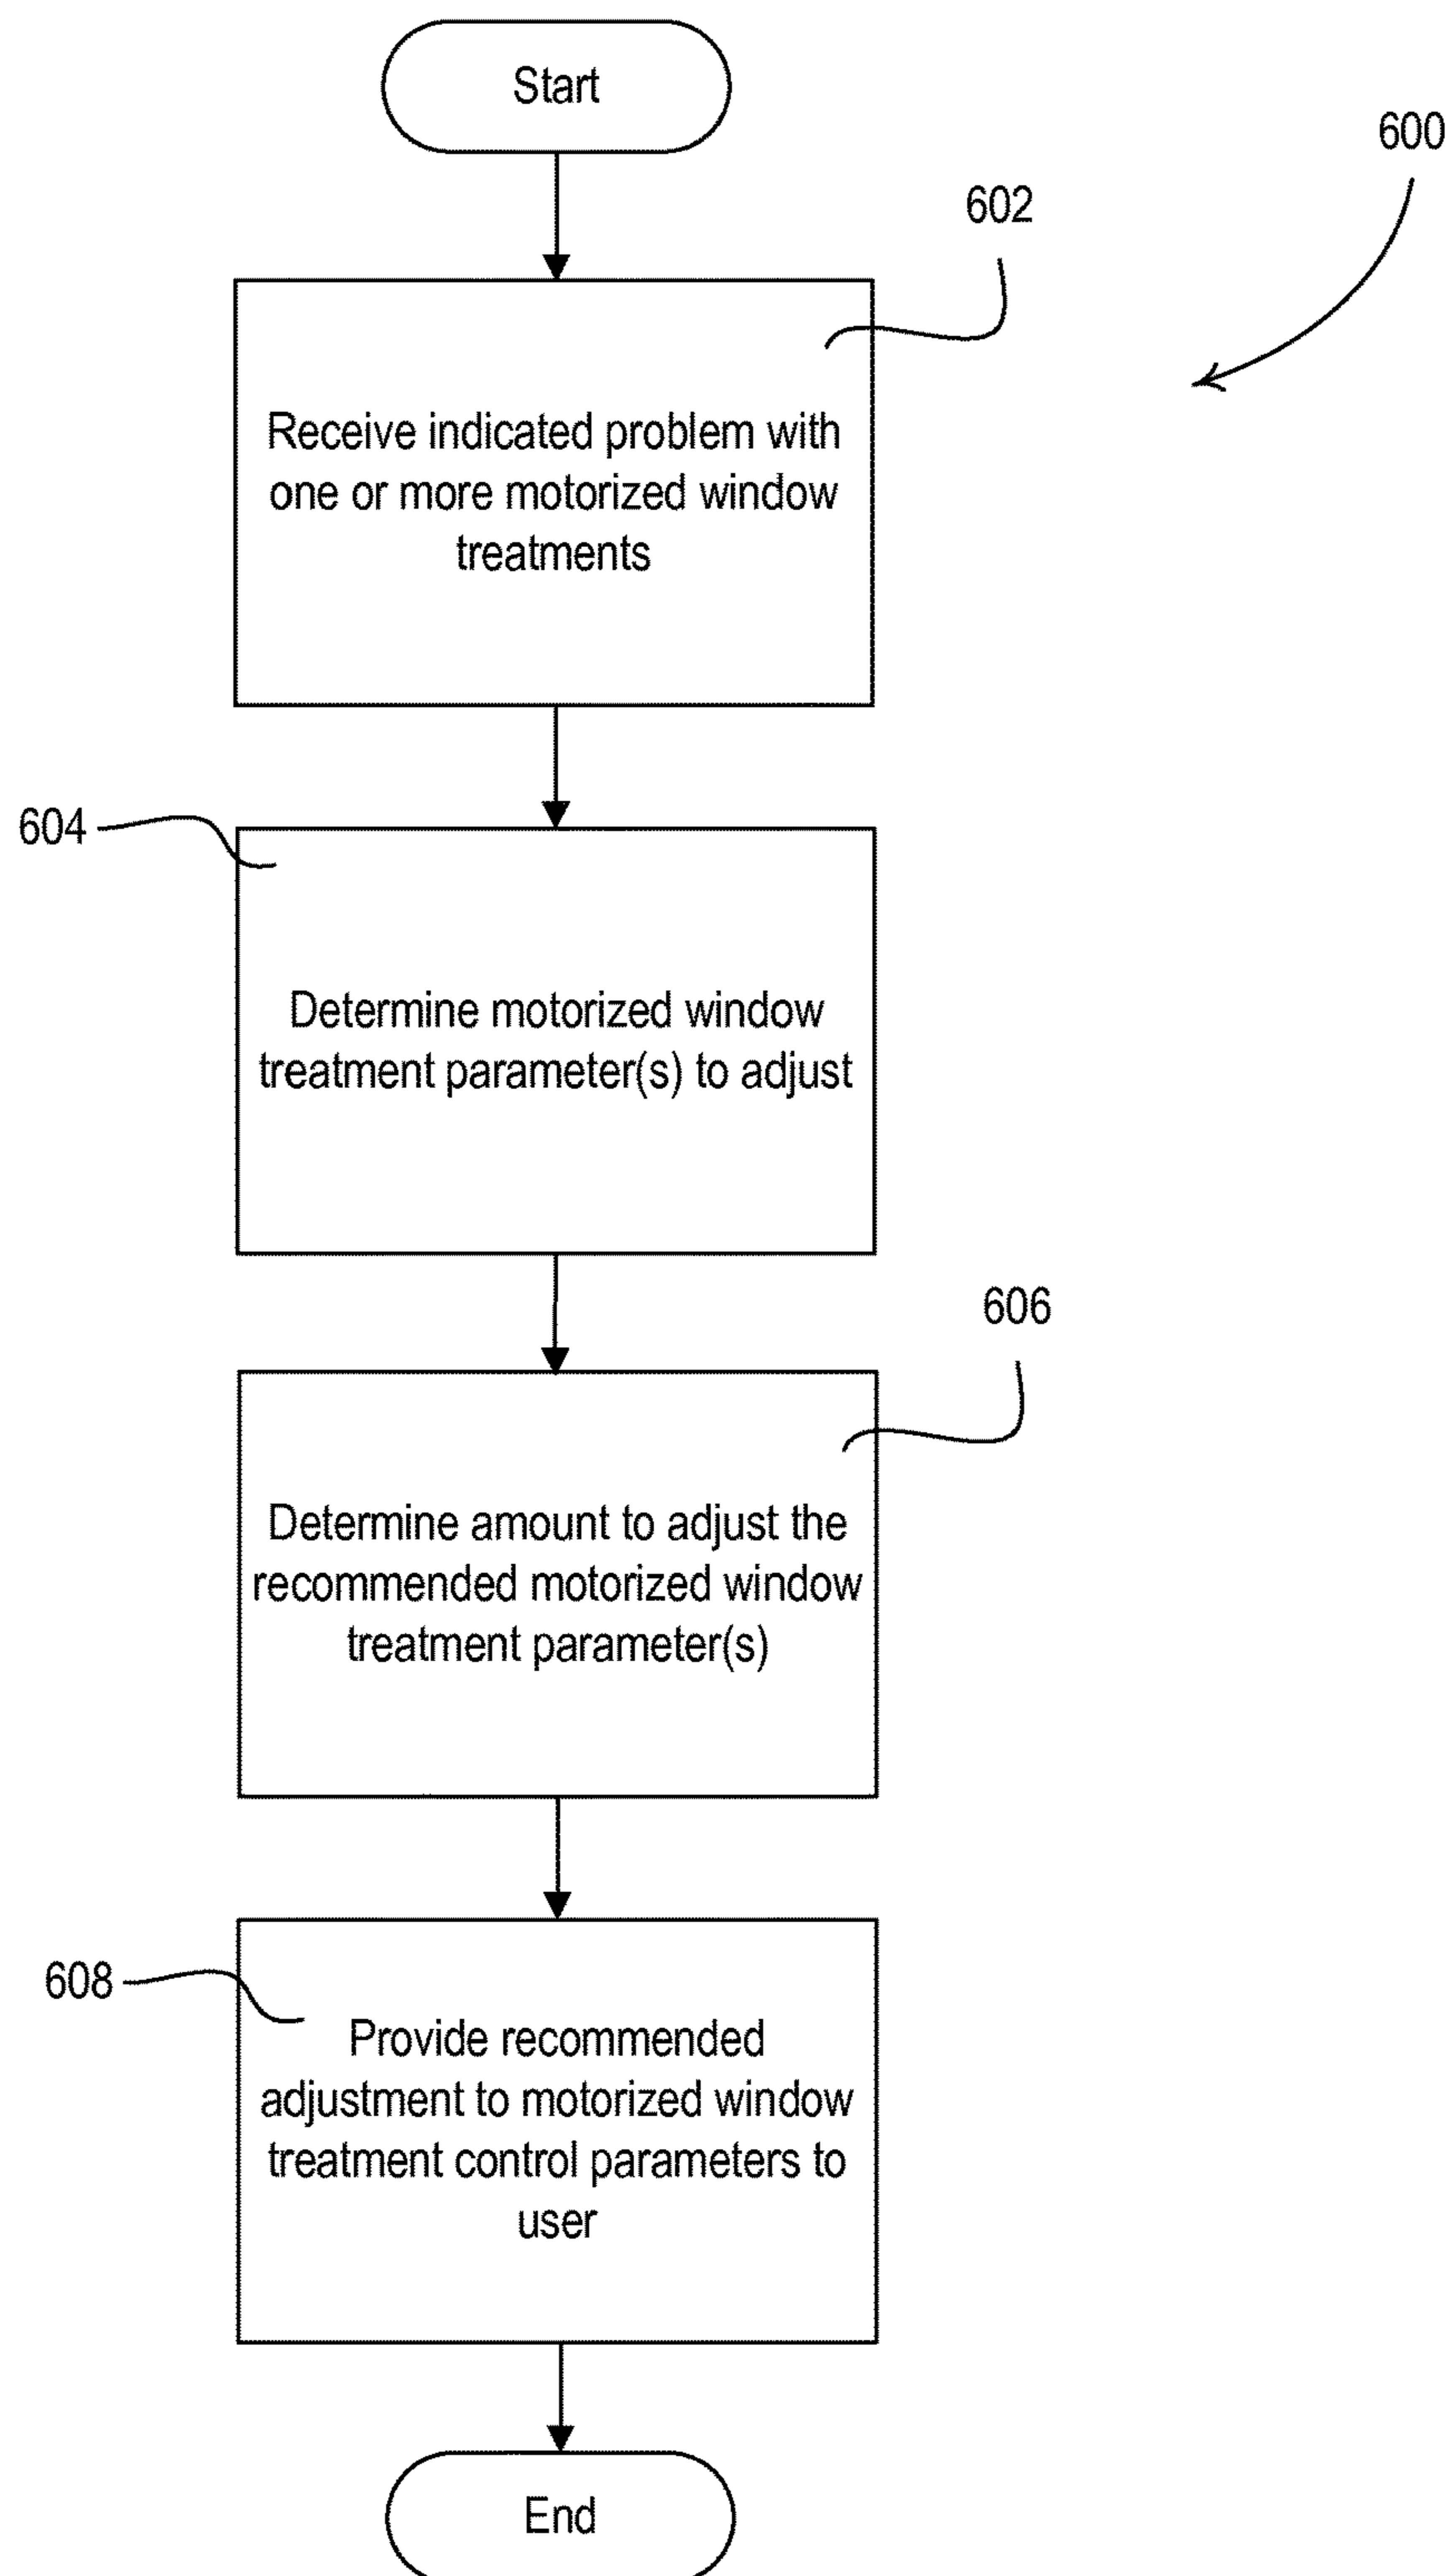 Start
600
602
Receive indicated problem with
one or more motorized window
treatments
604
Determine motorized window
treatment parameter(s) to adjust
606
Determine amount to adjust the
recommended motorized window
treatment parameter(s)
608
Provide recommended
adjustment to motorized window
treatment control parameters to
user
End